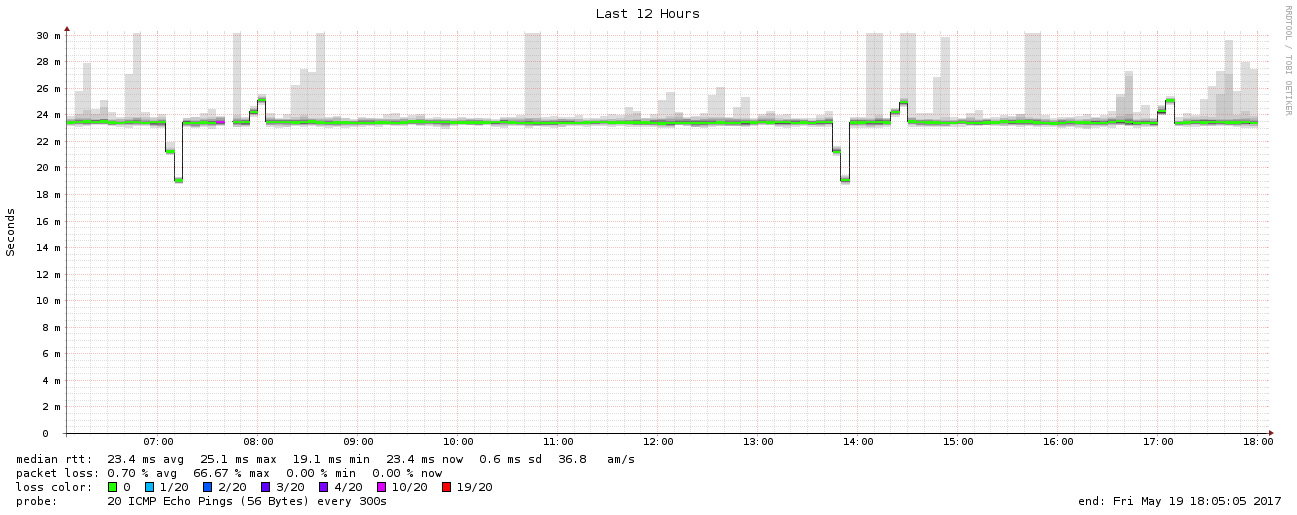 Last 12 Hours
RRDTOOL / TOBI OETIKER
30 m
28 m
26 m
24 m
22 m
20 m
18 m
16 m
14 m
12 m
10 m
8 m
6 m
4 m
2 m
0
Seconds
07:00 08:00 09:00 10:00 11:00 12:00 13:00 14:00 15:00 16:00 17:00 18:00
median rtt: 23.4 ms avg 25.1 ms max 19.1 ms min 23.4 ms now 0.6 ms sd 36.8 am/s
packet loss: 0.70 % avg 66.67 % max 0.00 % min 0.00 % now
loss color: 0 1/20 2/20 3/20 4/20 10/20 19/20
probe: 20 ICMP Echo Pings (56 Bytes) every 300s
end: Fri May 19 18:05:05 2017